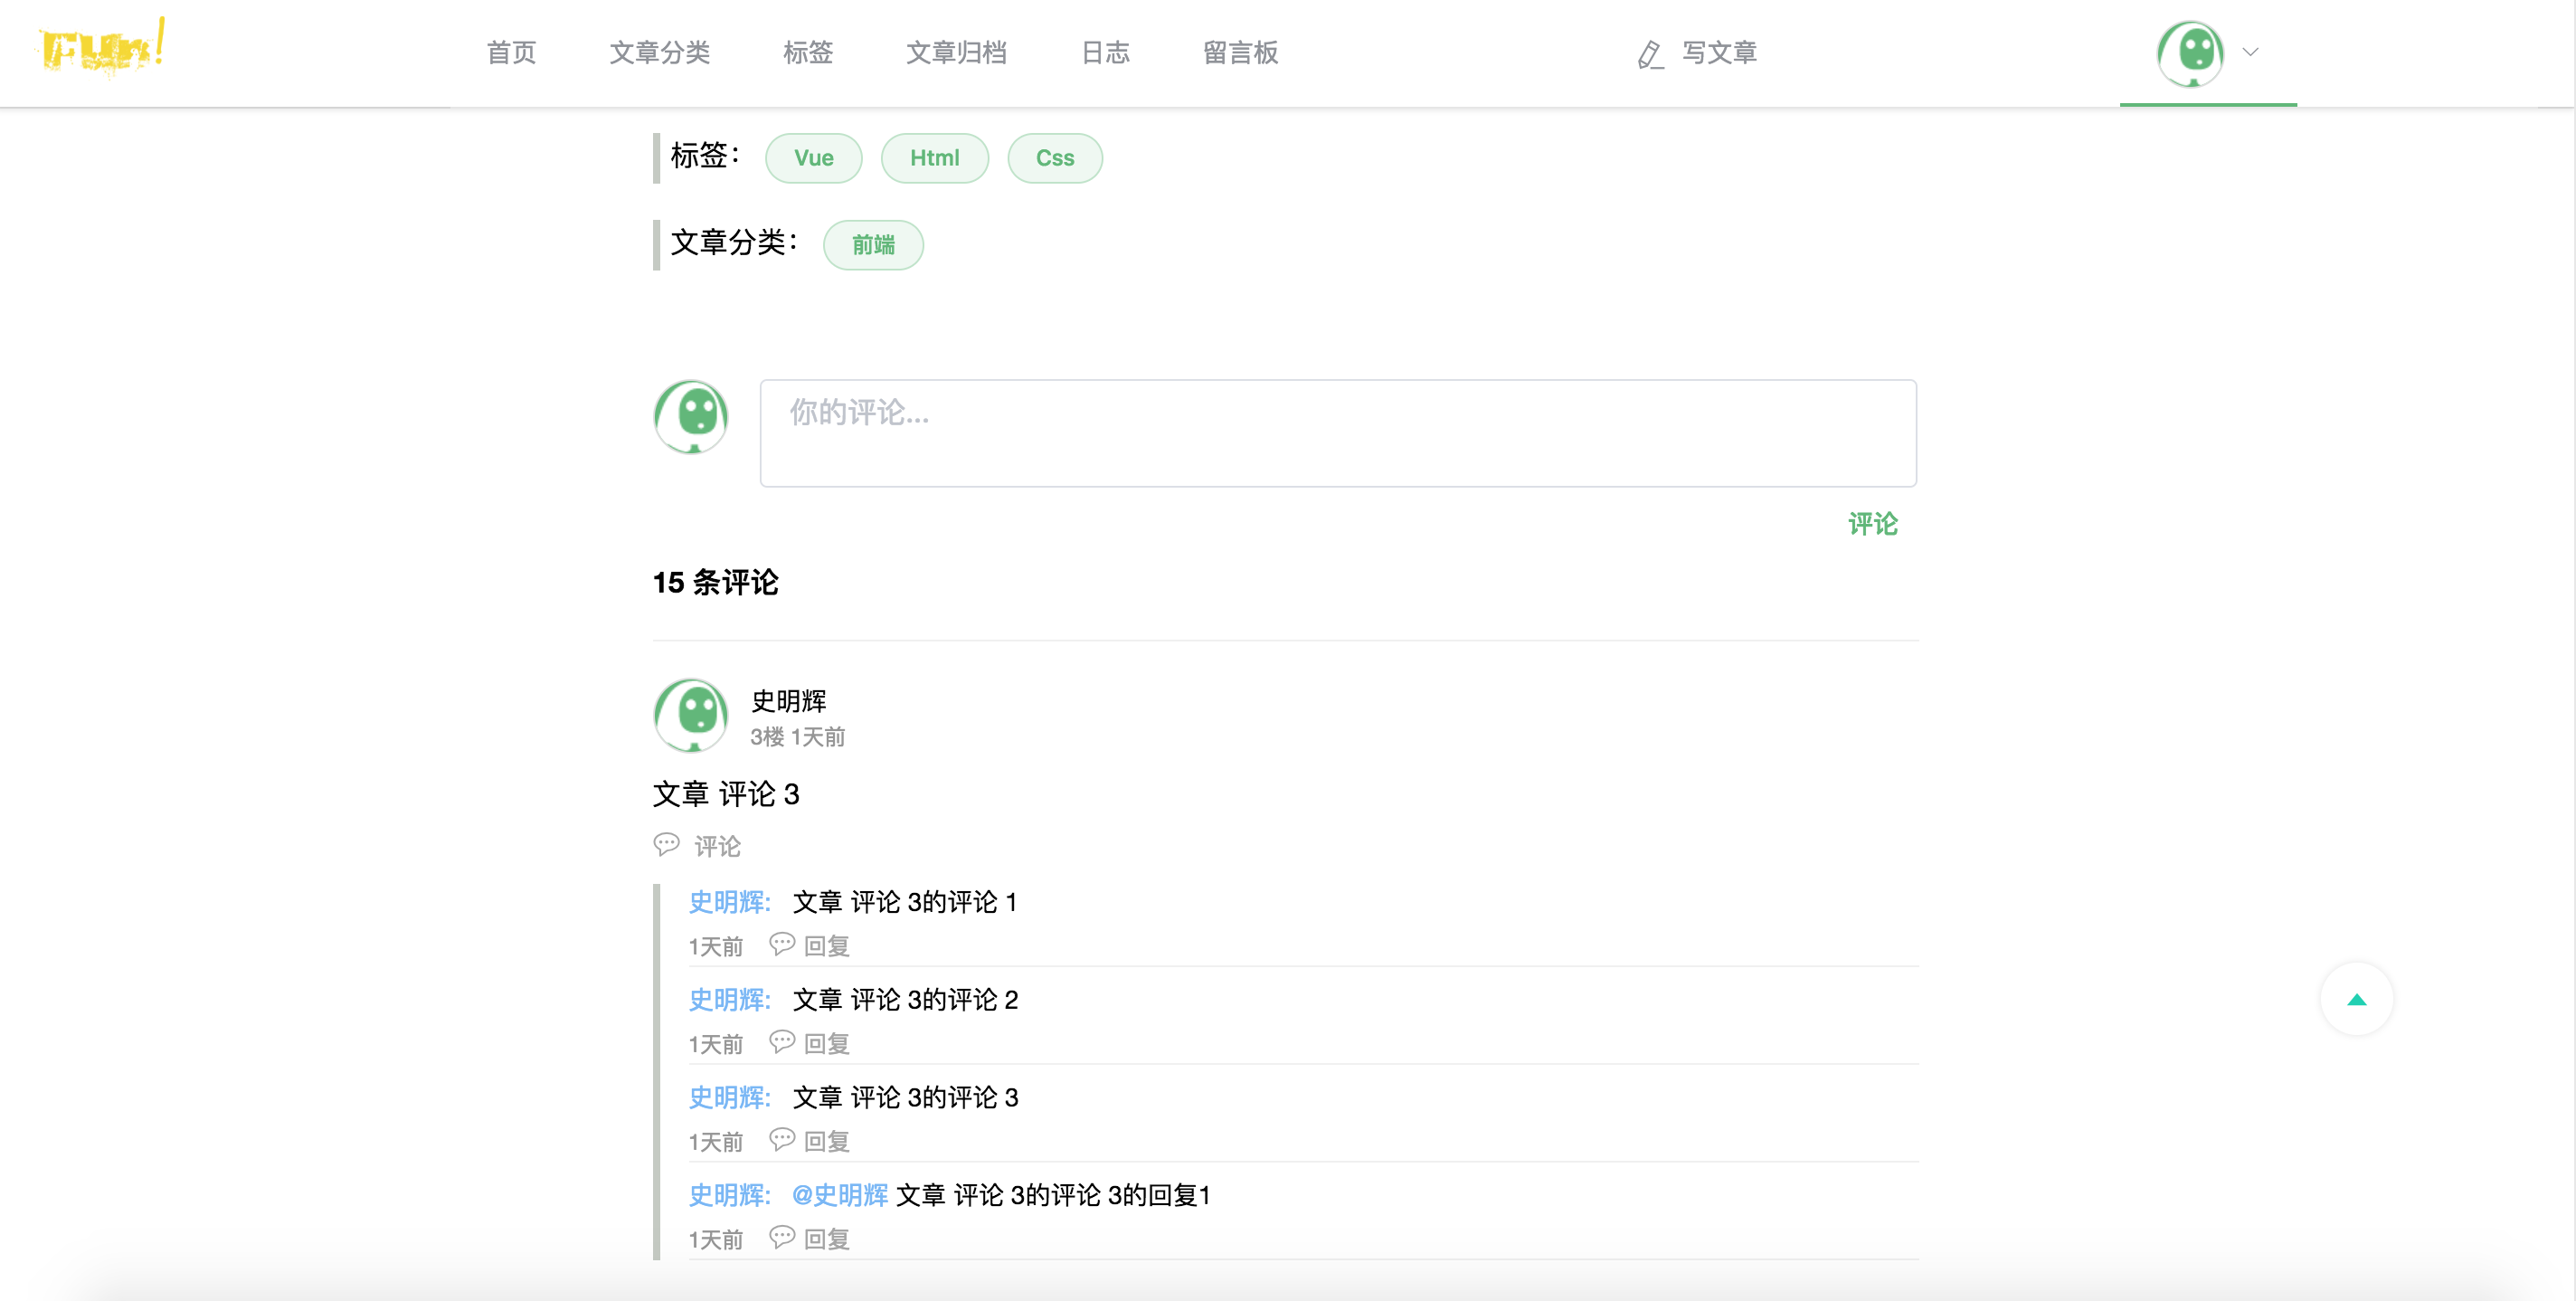 Fun!
首页 文章分类 标签 文章归档 日志 留言板 写文章
标签： Vue Html Css
文章分类： 前端
你的评论...
评论
15 条评论
史明辉
3楼 1天前
文章 评论 3
评论
史明辉: 文章 评论 3的评论 1
1天前 回复
史明辉: 文章 评论 3的评论 2
1天前 回复
史明辉: 文章 评论 3的评论 3
1天前 回复
史明辉: @史明辉 文章 评论 3的评论 3的回复1
1天前 回复